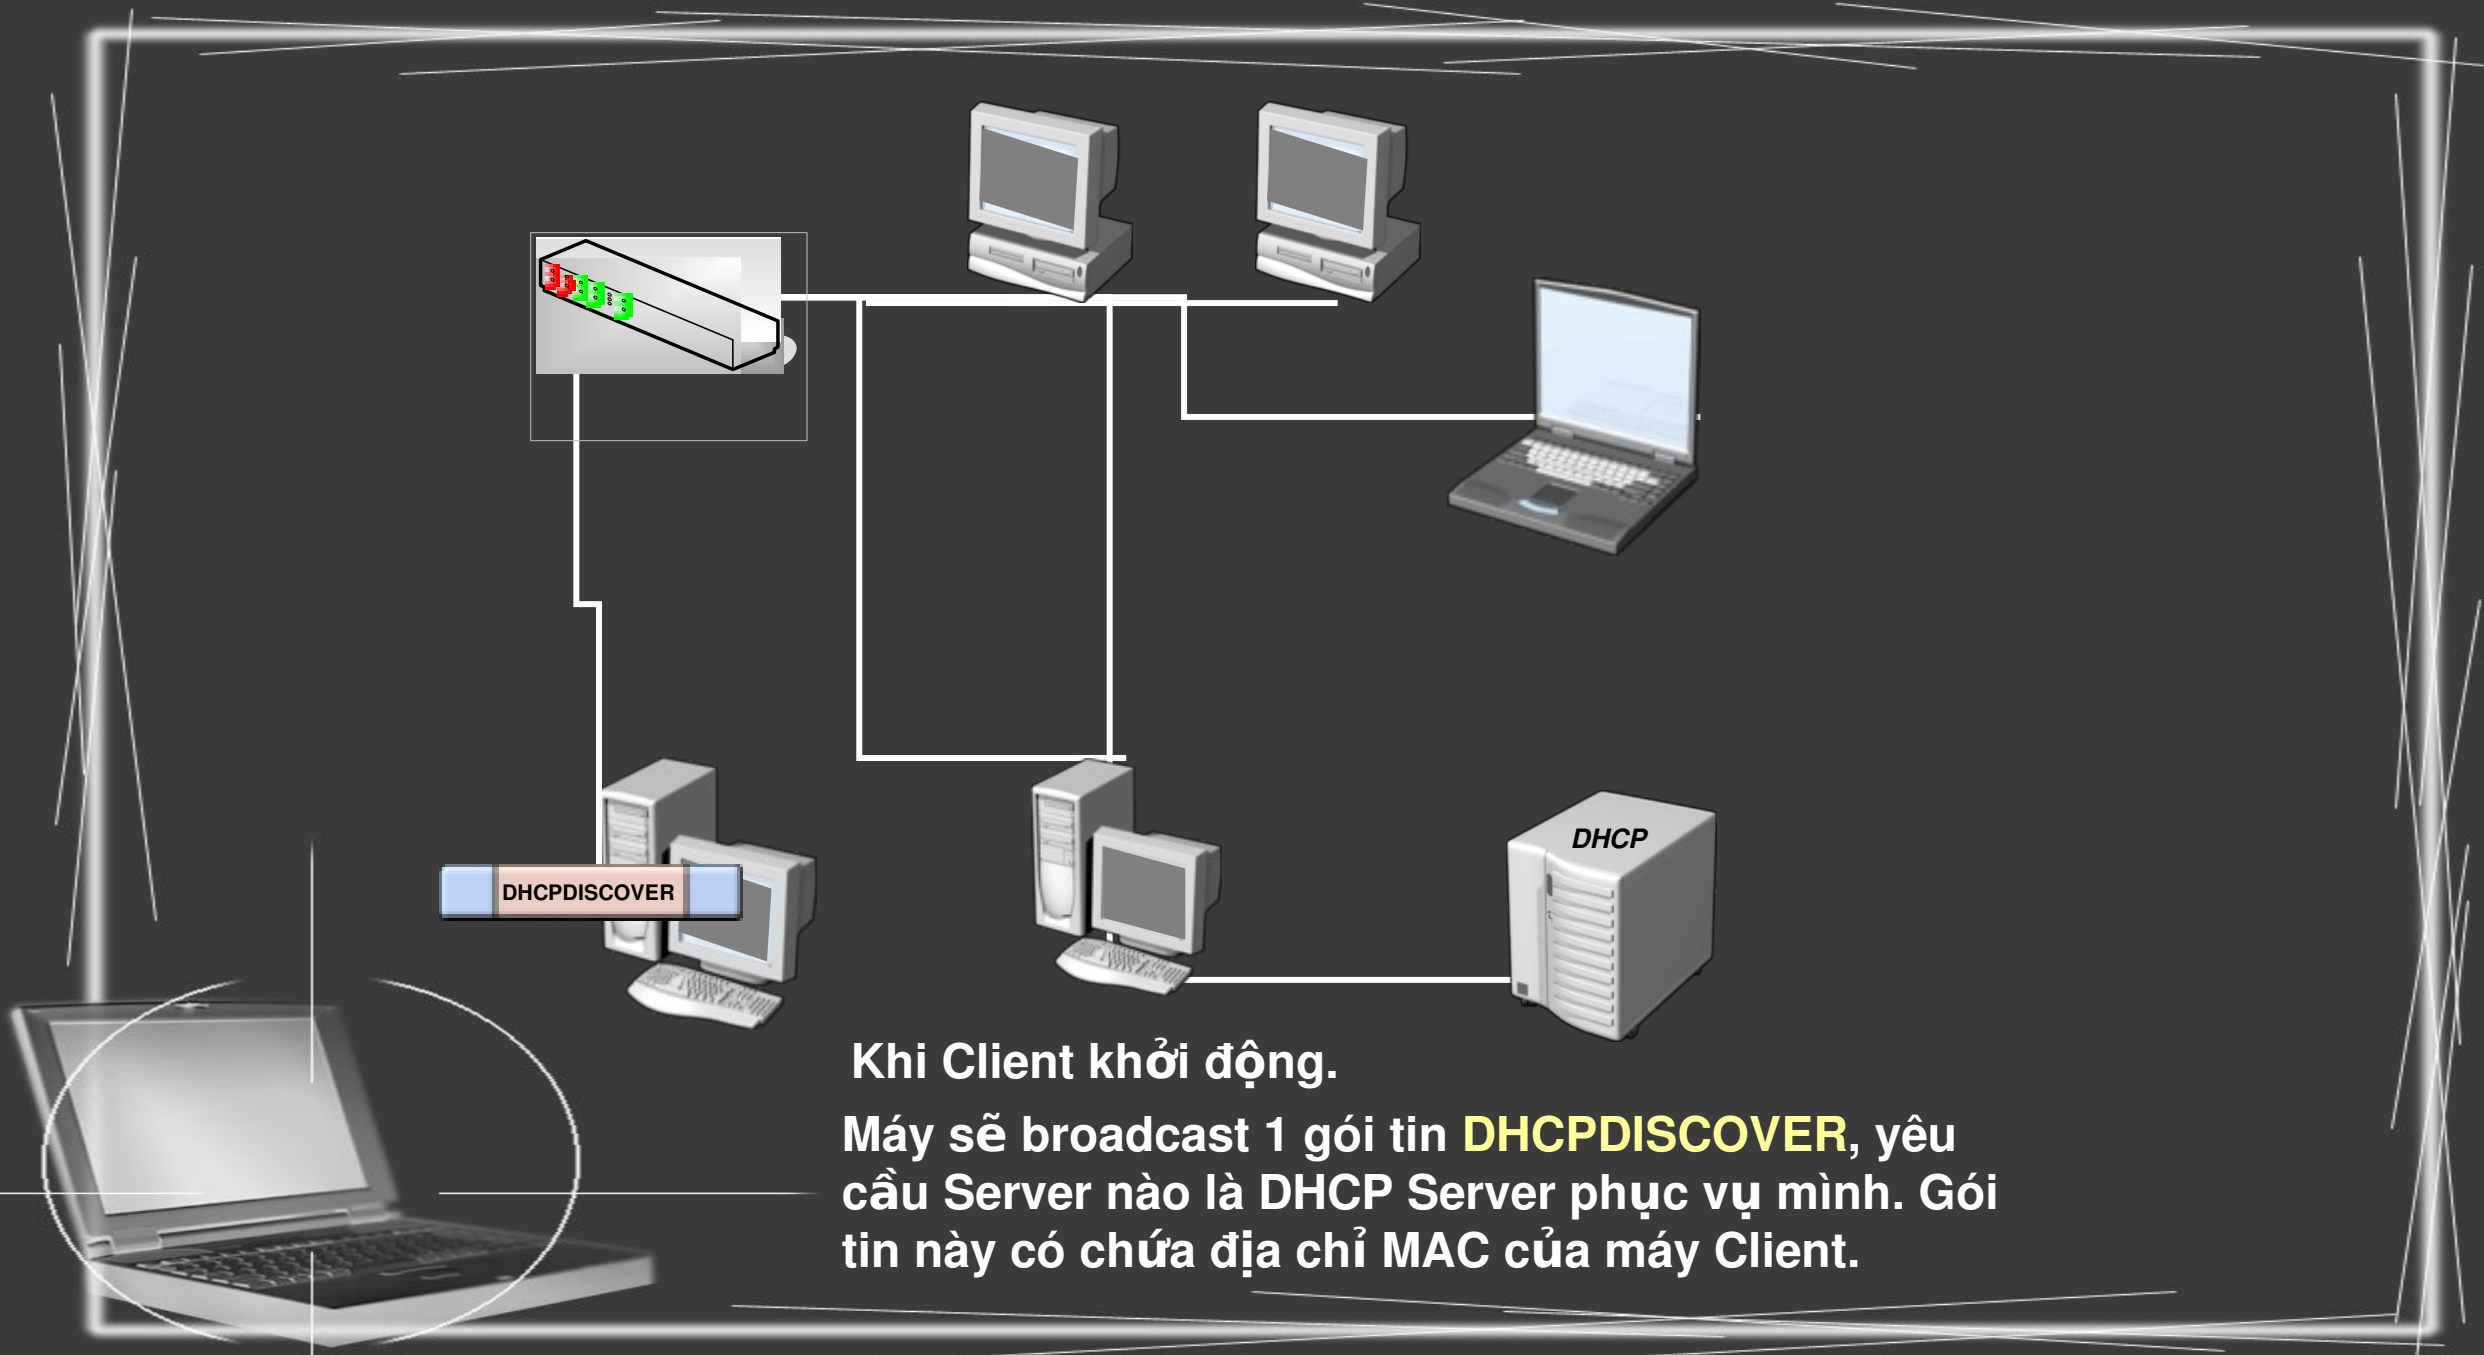 DHCP
DHCPDISCOVER
Khi Client khởi động.
Máy sẽ broadcast 1 gói tin DHCPDISCOVER, yêu
cầu Server nào là DHCP Server phục vụ mình. Gói
tin này có chứa địa chỉ MAC của máy Client.